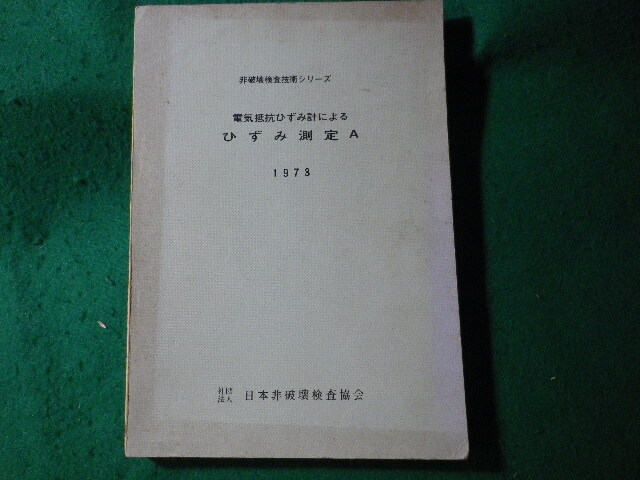 非破壊検査技術シリーズ
電気抵抗ひずみ計による
ひずみ測定A
1973
社団法人 日本非破壊検査協会